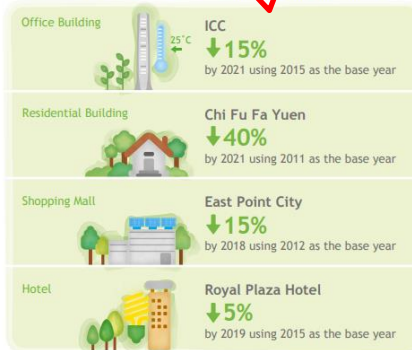 Office Building
25°C
ICC
↓15%
by 2021 using 2015 as the base year
Residential Building
Chi Fu Fa Yuen
↓40%
by 2021 using 2011 as the base year
Shopping Mall
East Point City
↓15%
by 2018 using 2012 as the base year
Hotel
Royal Plaza Hotel
↓5%
by 2019 using 2015 as the base year